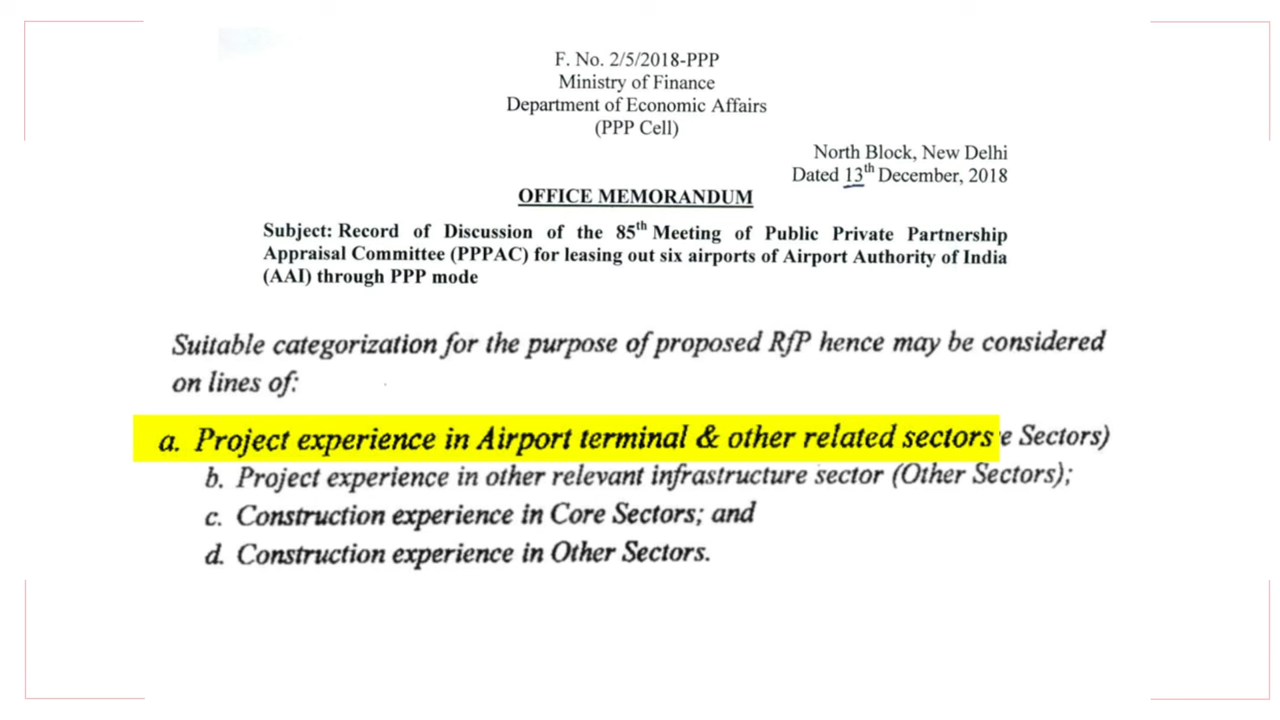 F. No. 2/5/2018-PPP
Ministry of Finance
Department of Economic Affairs
(PPP Cell)
North Block, New Delhi
Dated 13th December, 2018
OFFICE MEMORANDUM
Subject: Record of Discussion of the 85th Meeting of Public Private Partnership
Appraisal Committee (PPPAC) for leasing out six airports of Airport Authority of India
(AAI) through PPP mode
Suitable categorization for the purpose of proposed RfP hence may be considered
on lines of:
a. Project experience in Airport terminal & other related sectors e Sectors)
b. Project experience in other relevant infrastructure sector (Other Sectors);
c. Construction experience in Core Sectors; and
d. Construction experience in Other Sectors.